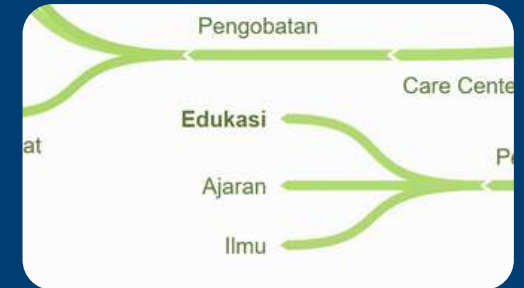 Pengobatan
Care Cente
Edukasi
at
Ajaran
Ilmu